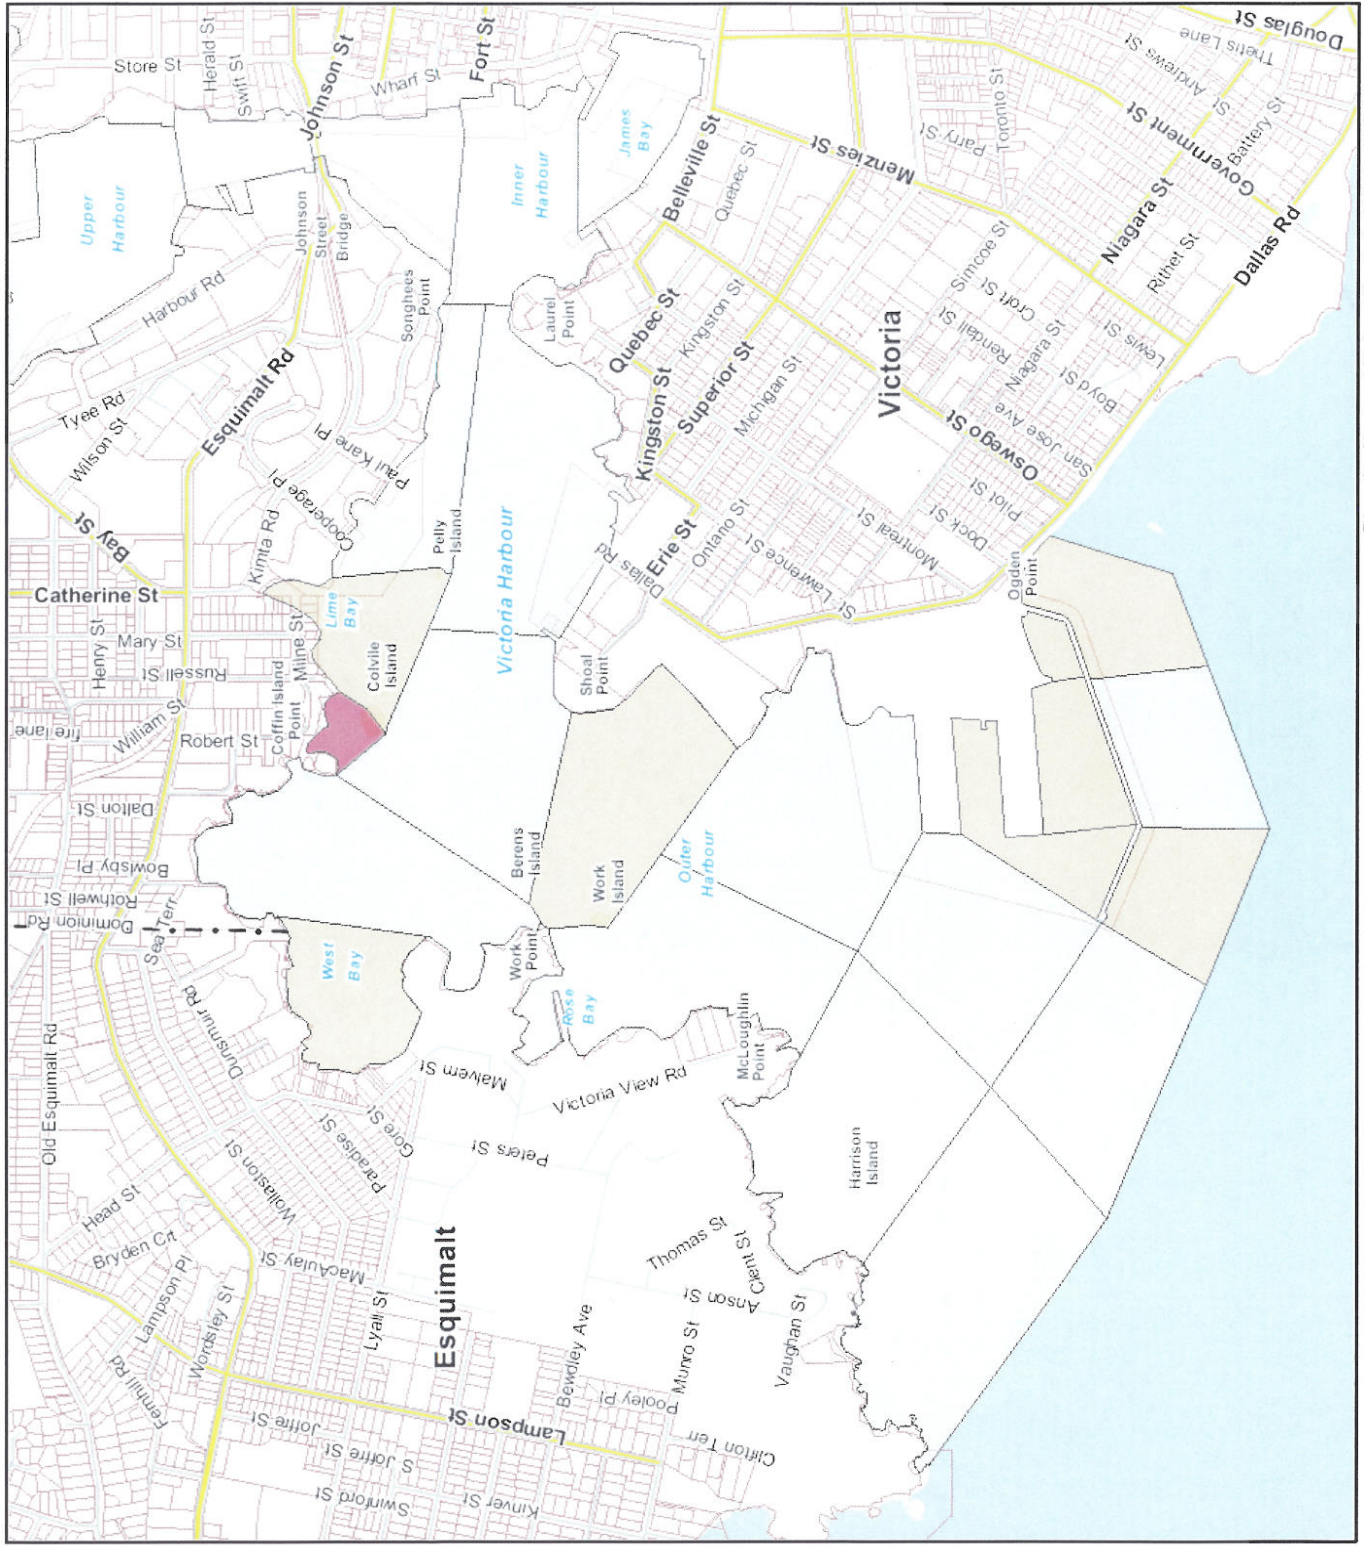 Herald St
Swift St
Store St
Johnson St
Fort St
Wharf St
Douglas St
Thetis Lane
Andrews St
St
Toronto St
Parry St
Government St
Battery St
Upper
Harbour
Johnson St
Inner
Harbour
James
Bay
Belleville St
Quebec St
Menzies St
Niagara St
Rithet St
Dallas Rd
Johnson
Street
Bridge
Harbour Rd
Songhees
Point
Laurel
Point
Quebec St
Kingston St
Simcoe St
Croft St
Rendall St
Niagara St
Lewis St
Boyd St
San Jose Ave
Tyee Rd
Wilson St
Esquimalt Rd
Paul Kane Pl
Cooperage Pl
Kimta Rd
Kingston St
Superior St
Michigan St
Victoria
Oswego St
Pilot St
Dock St
Montreal St
Bay St
Pelly
Island
Victoria Harbour
Erie St
Ontario St
St. Lawrence St
Dallas Rd
Ogden
Point
Catherine St
Henry St
Mary St
Russell St
Milne St
Lime
Bay
Colvile
Island
Shoal
Point
fire lane
William St
Robert St
Coffin Island
Point
Dalton St
Bowlsby Pl
Rothwell St
Dominion Rd
Sea Terr
Berens
Island
Work
Island
Outer
Harbour
West
Bay
Work
Point
Rose
Bay
Old Esquimalt Rd
Dunsmuir Rd
Malvern St
Victoria View Rd
McLoughlin
Point
Gore St
Paradise St
Wollaston St
Peters St
Harrison
Island
Head St
Bryden Crt
Lampson Pl
Wordsley St
MacAulay St
Lyall St
Esquimalt
Thomas St
Clent St
Anson St
Bewdley Ave
Munro St
Vaughan St
Fernhill Rd
Joffre St
S Joffre St
Swinford St
Kinver St
Lampson St
Pooley Pl
Clifton Terr